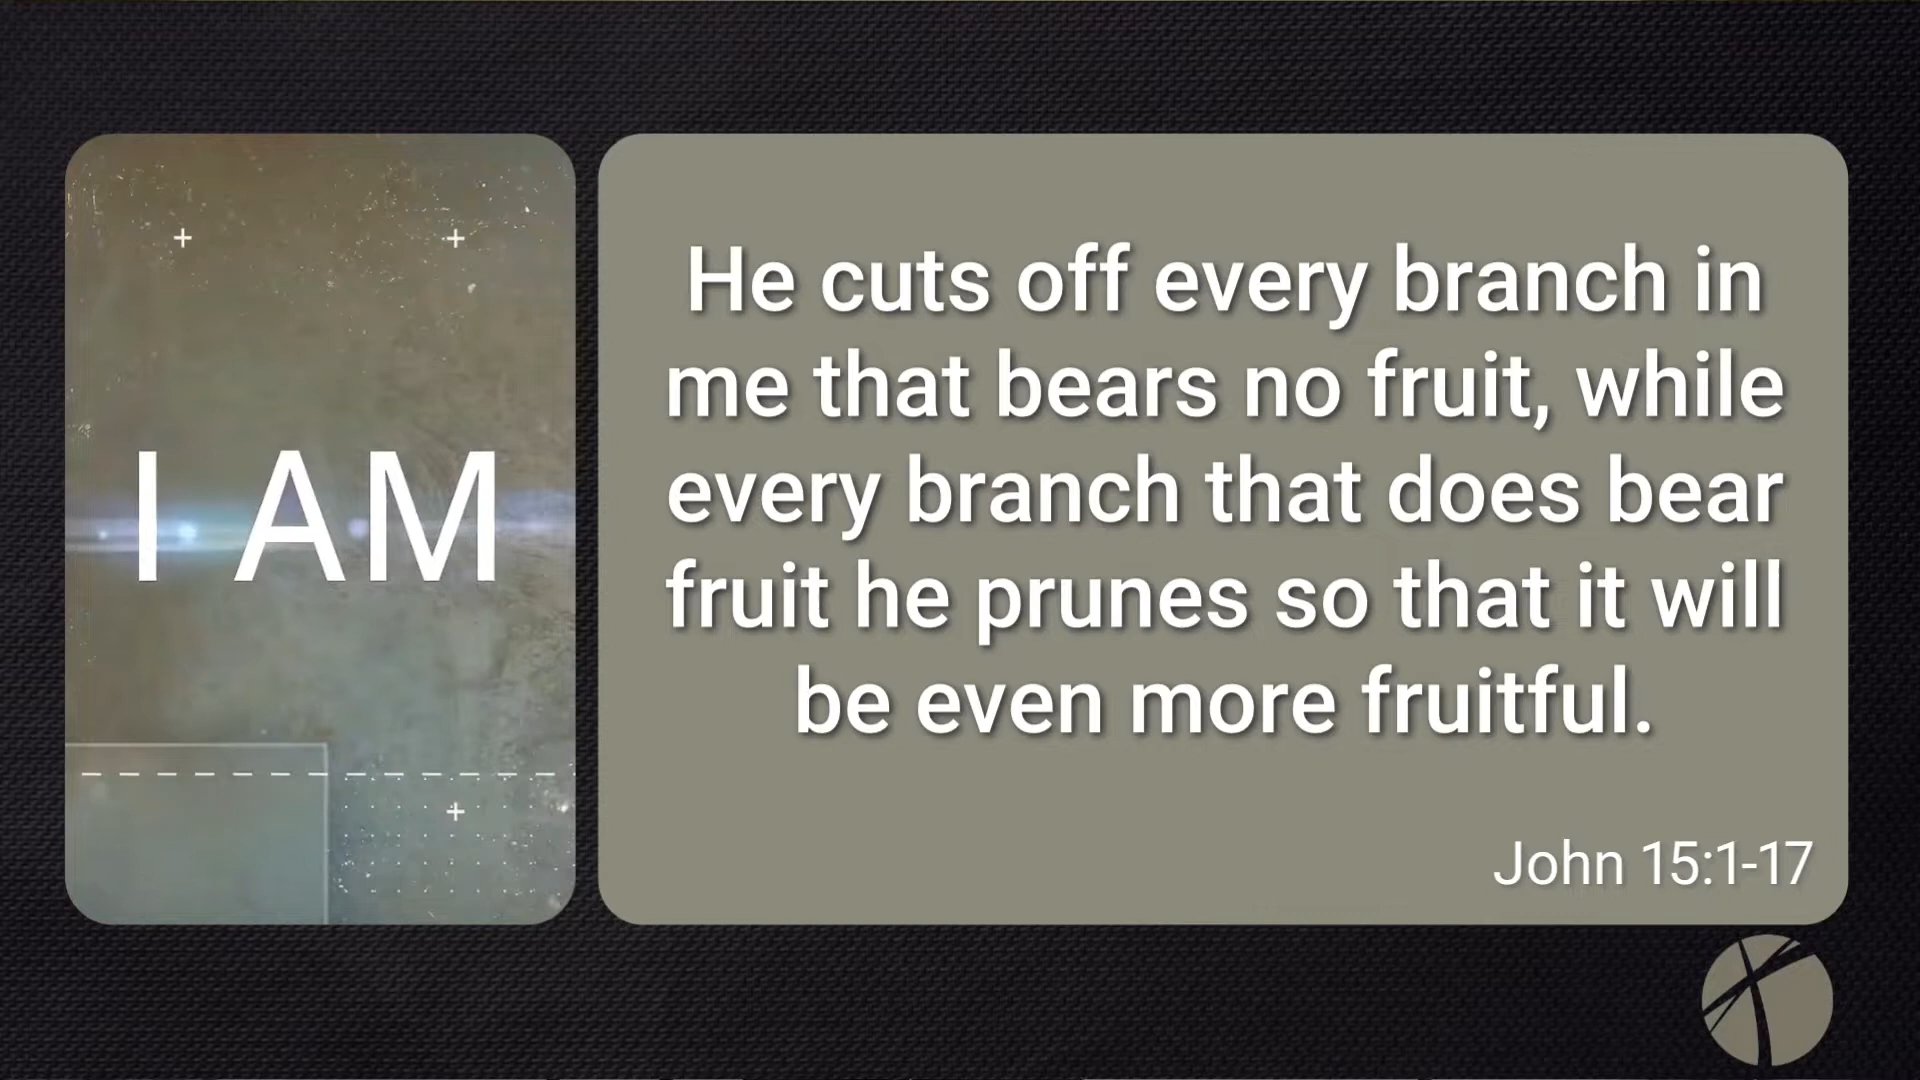 I AM
He cuts off every branch in
me that bears no fruit, while
every branch that does bear
fruit he prunes so that it will
be even more fruitful.
John 15:1-17